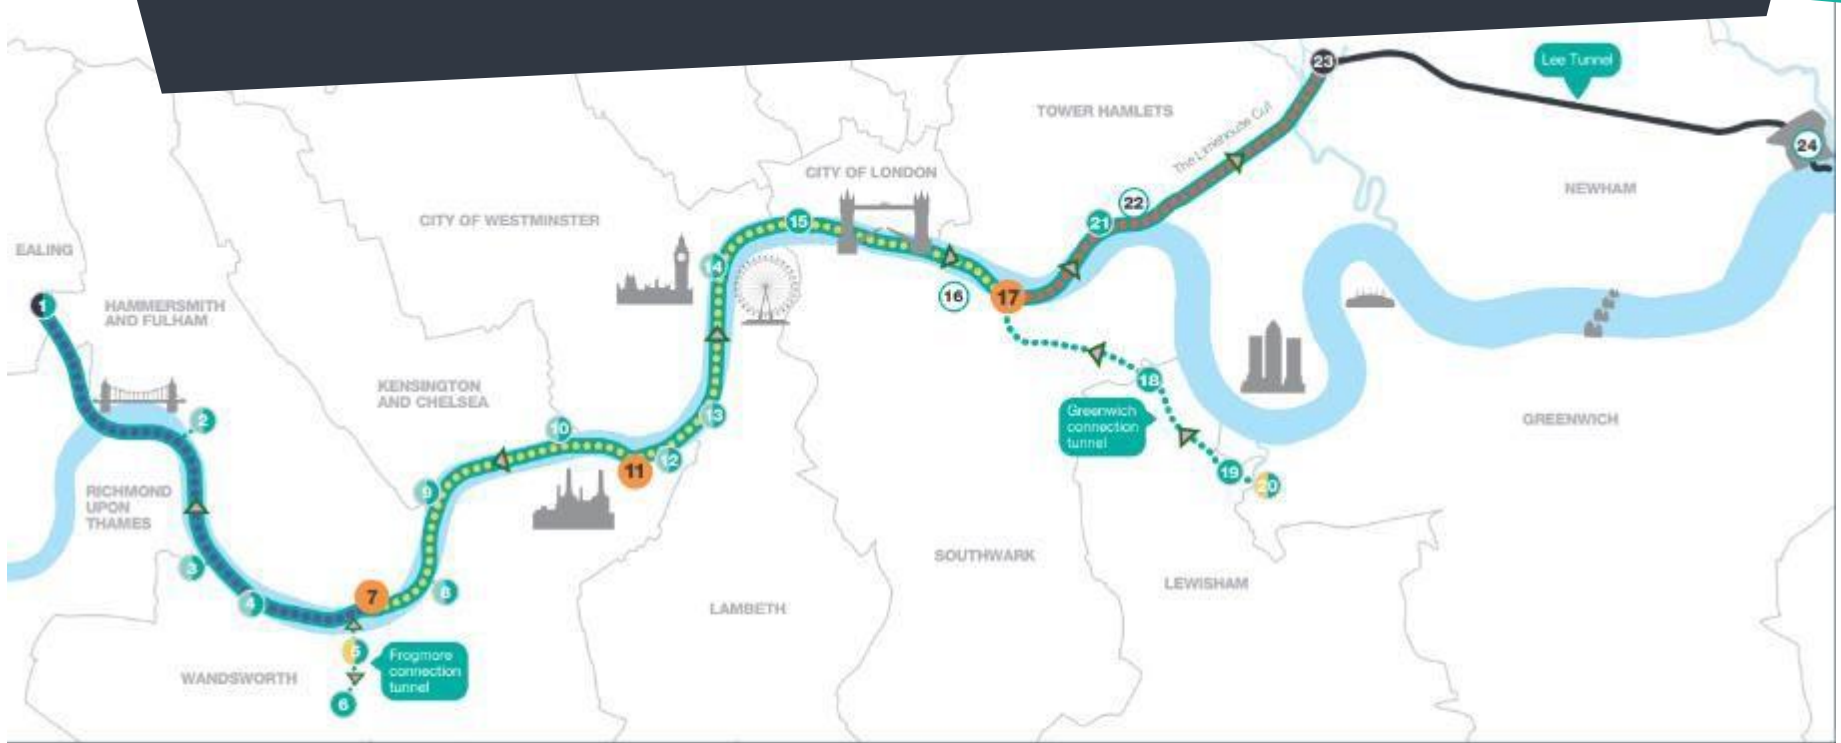 23
Lee Tunnel
TOWER HAMLETS
The Limehouse Cut
24
CITY OF LONDON
NEWHAM
22
CITY OF WESTMINSTER
15
21
EALING
14
16
17
1
HAMMERSMITH
AND FULHAM
18
KENSINGTON
AND CHELSEA
Greenwich
connection
tunnel
2
13
GREENWICH
10
12
11
19
20
RICHMOND
UPON
THAMES
9
SOUTHWARK
3
LEWISHAM
7
8
4
LAMBETH
5
Frogmore
connection
tunnel
WANDSWORTH
6